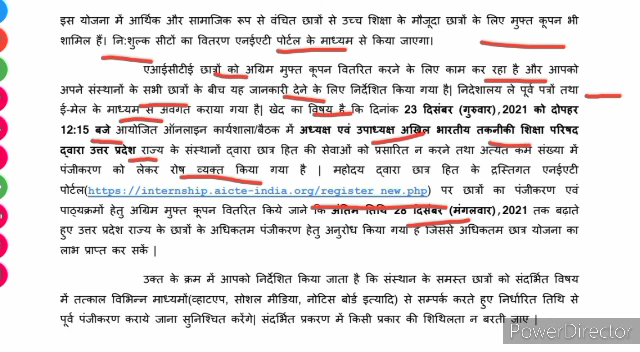 इस योजना में आर्थिक और सामाजिक रूप से वंचित छात्रों से उच्च शिक्षा के मौजूदा छात्रों के लिए मुफ्त कूपन भी
शामिल हैं। नि:शुल्क सीटों का वितरण एनईएटी पोर्टल के माध्यम से किया जाएगा।
एआईसीटीई छात्रों को अग्रिम मुफ्त कूपन वितरित करने के लिए काम कर रहा है और आपको
अपने संस्थानों के सभी छात्रों के बीच यह जानकारी देने के लिए निर्देशित किया गया है| निदेशालय ले पूर्व पत्रों तथा
ई-मेल के माध्यम से अवगत कराया गया है| खेद का विषय है कि दिनांक 23 दिसंबर (गुरुवार),2021 को दोपहर
12:15 बजे आयोजित ऑनलाइन कार्यशाला/बैठक में अध्यक्ष एवं उपाध्यक्ष अखिल भारतीय तकनीकी शिक्षा परिषद
द्वारा उत्तर प्रदेश राज्य के संस्थानों द्वारा छात्र हित की सेवाओं को प्रसारित न करने तथा अत्यंत कम संख्या में
पंजीकरण को लेकर रोष व्यक्त किया गया है | महोदय द्वारा छात्र हित के द्रस्तिगत एनईएटी
पोर्टल(https://internship.aicte-india.org/register_new.php) पर छात्रों का पंजीकरण एवं
पाठ्यक्रमों हेतु अग्रिम मुफ्त कूपन वितरित किये जाने कि अंतिम तिथि 28 दिसंबर (मंगलवार),2021 तक बढ़ाते
हुए उत्तर प्रदेश राज्य के छात्रों के अधिकतम पंजीकरण हेतु अनुरोध किया गया है जिससे अधिकतम छात्र योजना का
लाभ प्राप्त कर सकें |
उक्त के क्रम में आपको निर्देशित किया जाता है कि संस्थान के समस्त छात्रों को संदर्भित विषय
में तत्काल विभिन्न माध्यमों(व्हाटएप, सोशल मीडिया, नोटिस बोर्ड इत्यादि) से सम्पर्क करते हुए निर्धारित तिथि से
पूर्व पंजीकरण कराये जाना सुनिश्चित करेंगे| संदर्भित प्रकरण में किसी प्रकार की शिथिलता न बरती जाए |
PowerDirector